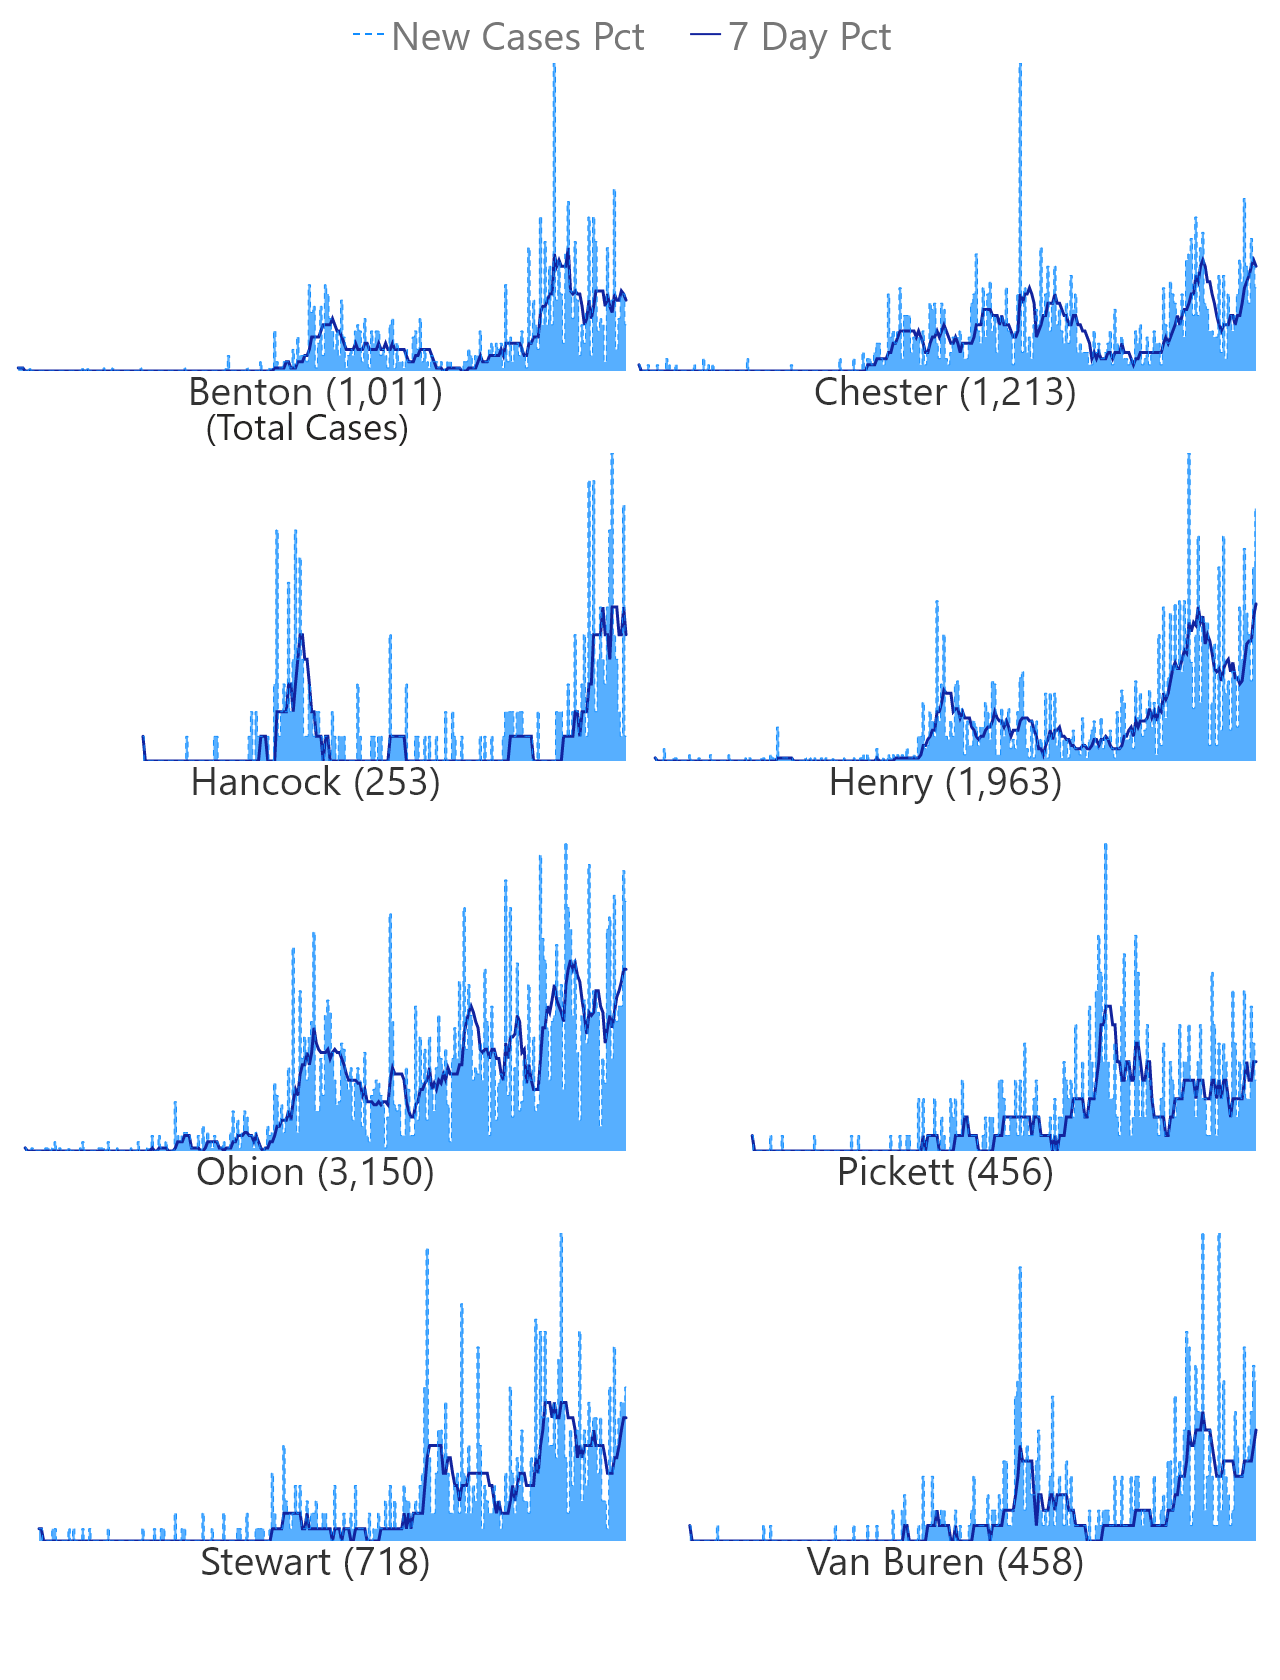 New Cases Pct 7 Day Pct
Benton (1,011) Chester (1,213)
(Total Cases)
Hancock (253) Henry (1,963)
Obion (3,150) Pickett (456)
Stewart (718) Van Buren (458)